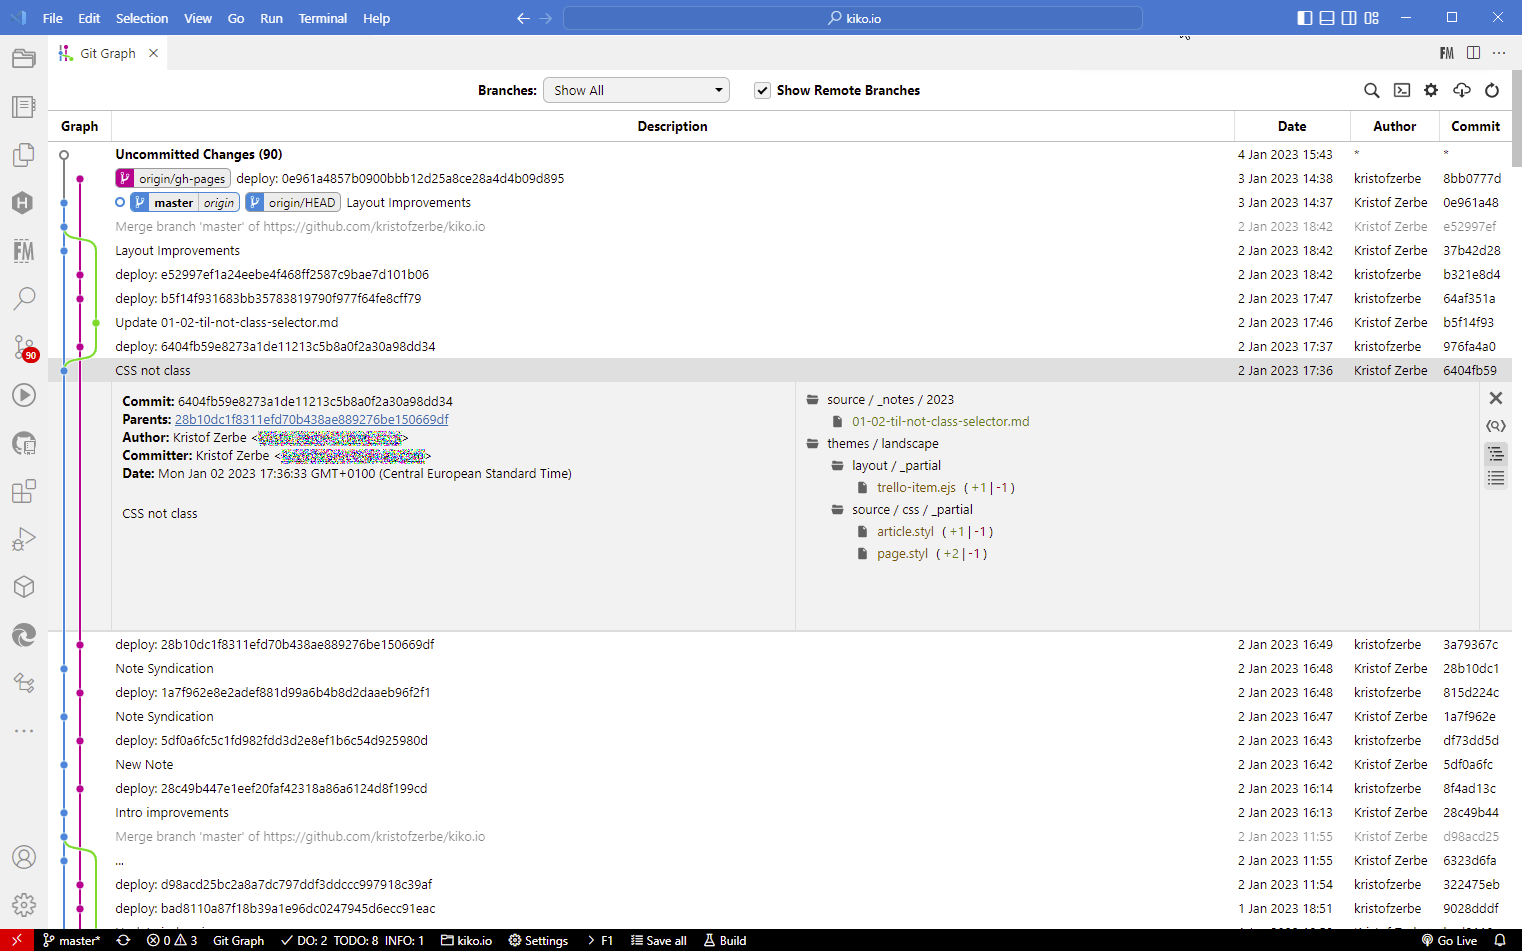 File Edit Selection View Go Run Terminal Help kiko.io
Git Graph
Branches: Show All Show Remote Branches
Graph Description Date Author Commit
Uncommitted Changes (90) 4 Jan 2023 15:43 * *
origin/gh-pages deploy: 0e961a4857b0900bbb12d25a8ce28a4d4b09d895 3 Jan 2023 14:38 kristofzerbe 8bb0777d
master origin origin/HEAD Layout Improvements 3 Jan 2023 14:37 Kristof Zerbe 0e961a48
Merge branch 'master' of https://github.com/kristofzerbe/kiko.io 2 Jan 2023 18:42 Kristof Zerbe e52997ef
Layout Improvements 2 Jan 2023 18:42 Kristof Zerbe 37b42d28
deploy: e52997ef1a24eebe4f468ff2587c9bae7d101b06 2 Jan 2023 18:42 kristofzerbe b321e8d4
deploy: b5f14f931683bb35783819790f977f64fe8cff79 2 Jan 2023 17:47 kristofzerbe 64af351a
Update 01-02-til-not-class-selector.md 2 Jan 2023 17:46 Kristof Zerbe b5f14f93
deploy: 6404fb59e8273a1de11213c5b8a0f2a30a98dd34 2 Jan 2023 17:37 kristofzerbe 976fa4a0
CSS not class 2 Jan 2023 17:36 Kristof Zerbe 6404fb59
90
Commit: 6404fb59e8273a1de11213c5b8a0f2a30a98dd34
Parents: 28b10dc1f8311efd70b438ae889276be150669df
Author: Kristof Zerbe < >
Committer: Kristof Zerbe < >
Date: Mon Jan 02 2023 17:36:33 GMT+0100 (Central European Standard Time)
CSS not class
source / _notes / 2023
01-02-til-not-class-selector.md
themes / landscape
layout / _partial
trello-item.ejs ( +1 | -1 )
source / css / _partial
article.styl ( +1 | -1 )
page.styl ( +2 | -1 )
deploy: 28b10dc1f8311efd70b438ae889276be150669df 2 Jan 2023 16:49 kristofzerbe 3a79367c
Note Syndication 2 Jan 2023 16:48 Kristof Zerbe 28b10dc1
deploy: 1a7f962e8e2adef881d99a6b4b8d2daaeb96f2f1 2 Jan 2023 16:48 kristofzerbe 815d224c
Note Syndication 2 Jan 2023 16:47 Kristof Zerbe 1a7f962e
deploy: 5df0a6fc5c1fd982fdd3d2e8ef1b6c54d925980d 2 Jan 2023 16:43 kristofzerbe df73dd5d
New Note 2 Jan 2023 16:42 Kristof Zerbe 5df0a6fc
deploy: 28c49b447e1eef20faf42318a86a6124d8f199cd 2 Jan 2023 16:14 kristofzerbe 8f4ad13c
Intro improvements 2 Jan 2023 16:13 Kristof Zerbe 28c49b44
Merge branch 'master' of https://github.com/kristofzerbe/kiko.io 2 Jan 2023 11:55 Kristof Zerbe d98acd25
... 2 Jan 2023 11:55 Kristof Zerbe 6323d6fa
deploy: d98acd25bc2a8a7dc797ddf3ddccc997918c39af 2 Jan 2023 11:54 kristofzerbe 322475eb
deploy: bad8110a87f18b39a1e96dc0247945d6ecc91eac 1 Jan 2023 18:51 kristofzerbe 9028dddf
master* 0 3 Git Graph DO: 2 TODO: 8 INFO: 1 kiko.io Settings F1 Save all Build Go Live